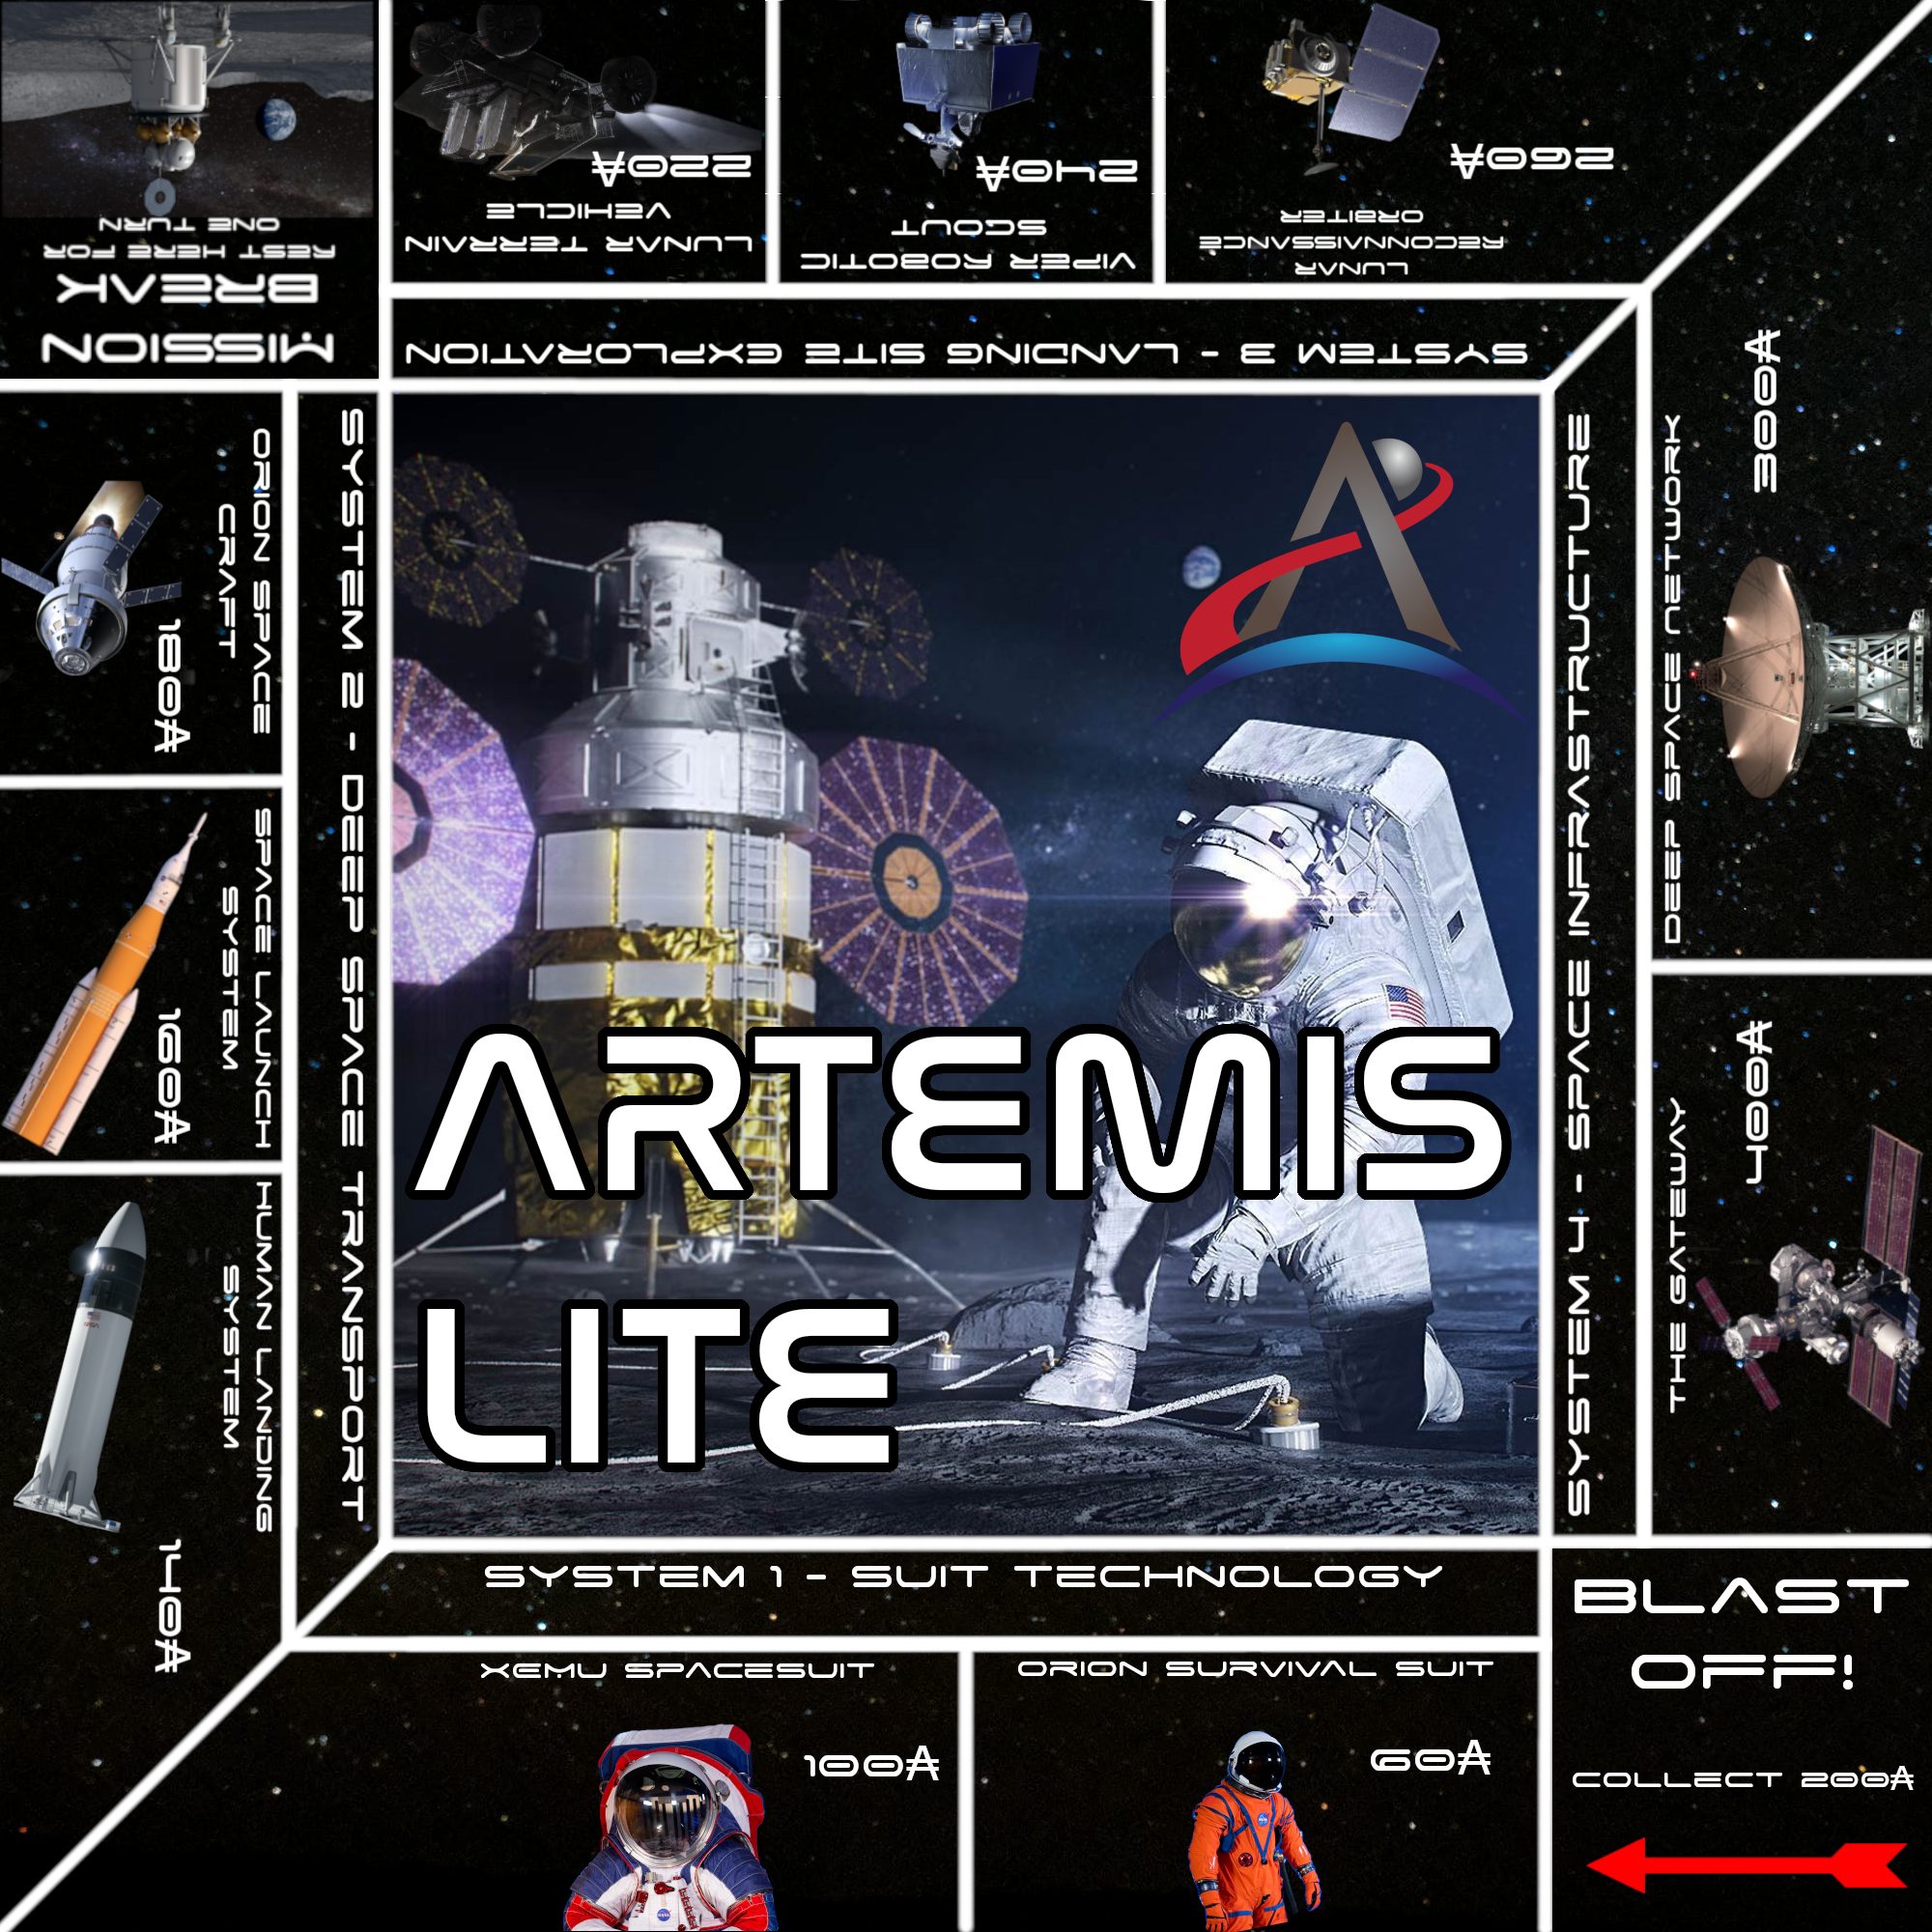 MISSION
BREAK
REST HERE FOR
ONE TURN
LUNAR TERRAIN
VEHICLE
220₳
VIPER ROBOTIC
SCOUT
240₳
LUNAR
RECONNAISSANCE
ORBITER
260₳
SYSTEM 3 - LANDING SITE EXPLORATION
ORION SPACE
CRAFT
180₳
SPACE LAUNCH
SYSTEM
160₳
HUMAN LANDING
SYSTEM
140₳
SYSTEM 2 - DEEP SPACE TRANSPORT
ARTEMIS
LITE
SYSTEM 4 - SPACE INFRASTRUCTURE
DEEP SPACE NETWORK
300₳
THE GATEWAY
400₳
SYSTEM 1 - SUIT TECHNOLOGY
XEMU SPACESUIT
100₳
ORION SURVIVAL SUIT
60₳
BLAST
OFF!
COLLECT 200₳